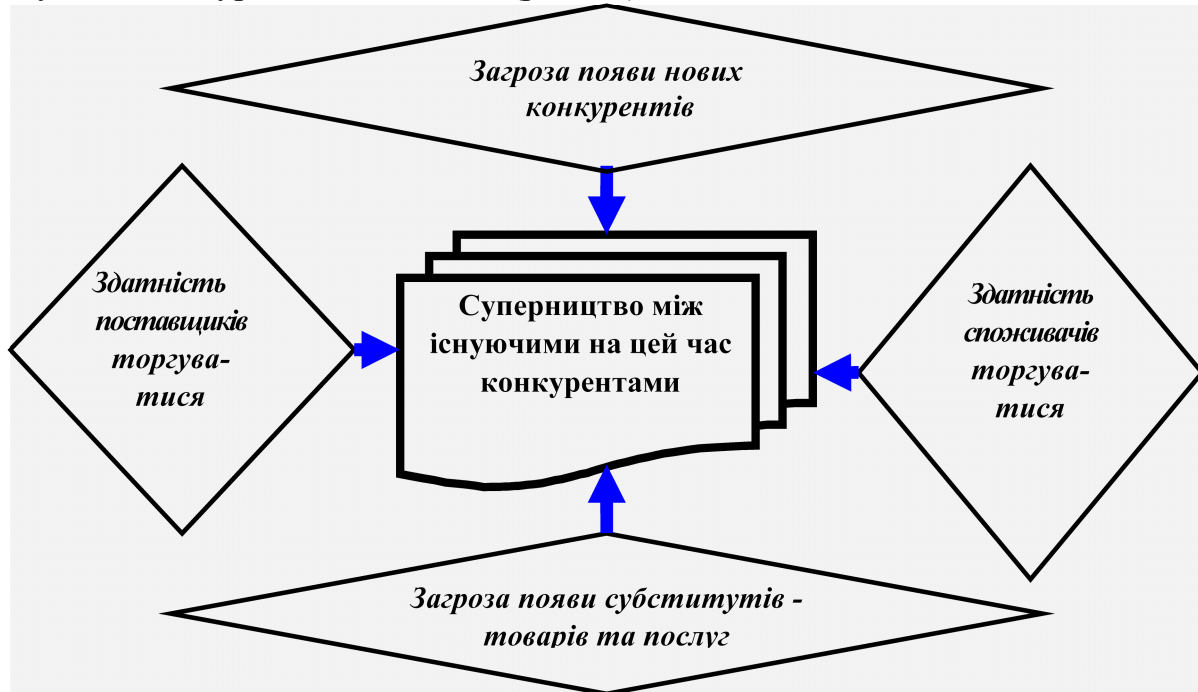 Загроза появи нових
конкурентів
Здатність
поставщиків
торгува-
тися
Суперництво між
існуючими на цей час
конкурентами
Здатність
споживачів
торгува-
тися
Загроза появи субститутів -
товарів та послуг